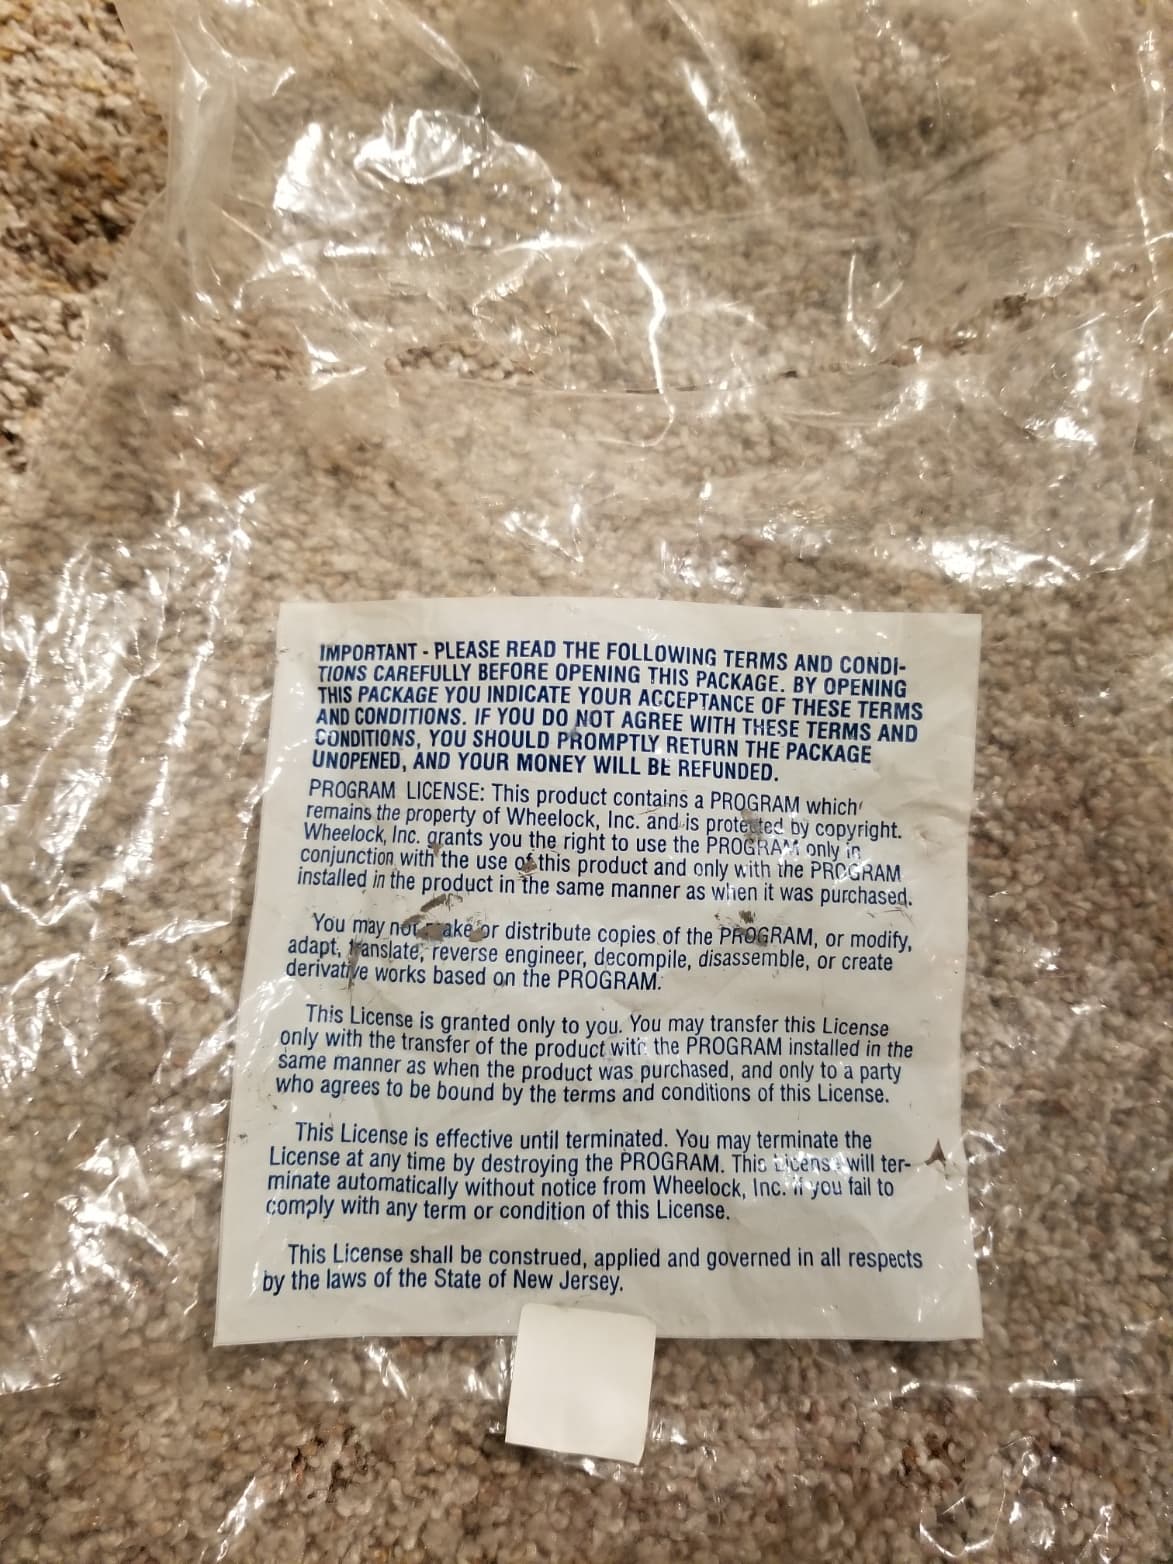 IMPORTANT - PLEASE READ THE FOLLOWING TERMS AND CONDI-
TIONS CAREFULLY BEFORE OPENING THIS PACKAGE. BY OPENING
THIS PACKAGE YOU INDICATE YOUR ACCEPTANCE OF THESE TERMS
AND CONDITIONS. IF YOU DO NOT AGREE WITH THESE TERMS AND
CONDITIONS, YOU SHOULD PROMPTLY RETURN THE PACKAGE
UNOPENED, AND YOUR MONEY WILL BE REFUNDED.
PROGRAM LICENSE: This product contains a PROGRAM which
remains the property of Wheelock, Inc. and is protected by copyright.
Wheelock, Inc. grants you the right to use the PROGRAM only in
conjunction with the use of this product and only with the PROGRAM
installed in the product in the same manner as when it was purchased.
You may not make or distribute copies of the PROGRAM, or modify,
adapt, translate, reverse engineer, decompile, disassemble, or create
derivative works based on the PROGRAM.
This License is granted only to you. You may transfer this License
only with the transfer of the product with the PROGRAM installed in the
same manner as when the product was purchased, and only to a party
who agrees to be bound by the terms and conditions of this License.
This License is effective until terminated. You may terminate the
License at any time by destroying the PROGRAM. This License will ter-
minate automatically without notice from Wheelock, Inc. if you fail to
comply with any term or condition of this License.
This License shall be construed, applied and governed in all respects
by the laws of the State of New Jersey.